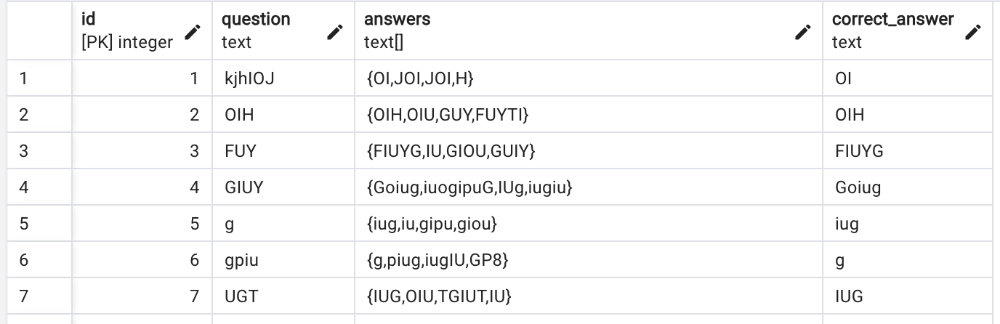 id question answers correct_answer
[PK] integer text text[] text
1 1 kjhIOJ {OI,JOI,JOI,H} OI
2 2 OIH {OIH,OIU,GUY,FUYTI} OIH
3 3 FUY {FIUYG,IU,GIOU,GUIY} FIUYG
4 4 GIUY {Goiug,iuogipuG,IUg,iugiu} Goiug
5 5 g {iug,iu,gipu,giou} iug
6 6 gpiu {g,piug,iugIU,GP8} g
7 7 UGT {IUG,OIU,TGIUT,IU} IUG